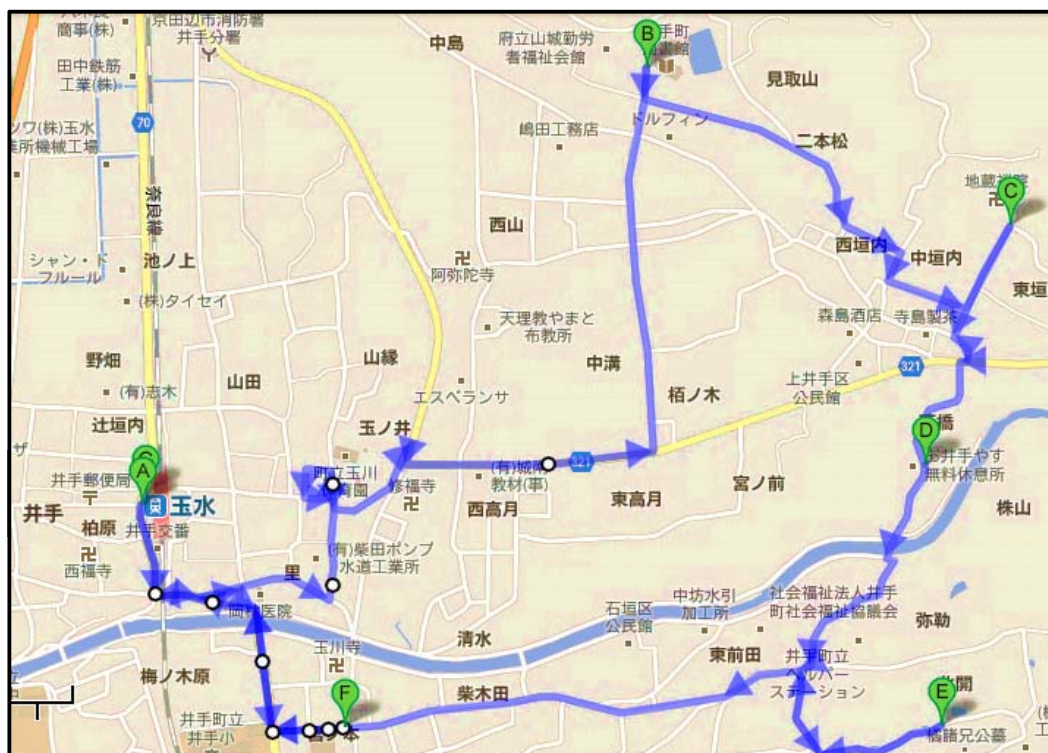 商事(株)
京田辺市消防署
井手分署
中島
府立山城勤労
者福祉会館
B
田中鉄筋
工業(株)
見取山
70
嶋田工務店
ドルフィン
二本松
(株)玉水
機械工場
奈良線
地蔵禅院
C
西山
西垣内
中垣内
シャン・ド
フルール
池ノ上
阿弥陀寺
東垣
(株)タイセイ
天理教やまと
布教所
森島酒店
寺島製茶
野畑
山縁
中溝
321
(有)志木
山田
エスペランサ
栢ノ木
上井手区
公民館
辻垣内
玉ノ井
D
橋
A
井手郵便局
町立玉川
(有)城南
教材(事)
321
お井手やす
無料休息所
井手
玉水
修福寺
西高月
東高月
宮ノ前
株山
柏原
井手交番
西福寺
(有)柴田ポンプ
水道工業所
里
医院
石垣区
公民館
中坊水引
加工所
社会福祉法人井手
町社会福祉協議会
弥勒
清水
玉川寺
東前田
井手町立
ヘルパー
ステーション
梅ノ木原
F
柴木田
E
開
井手町立
井手小
橘諸兄公墓